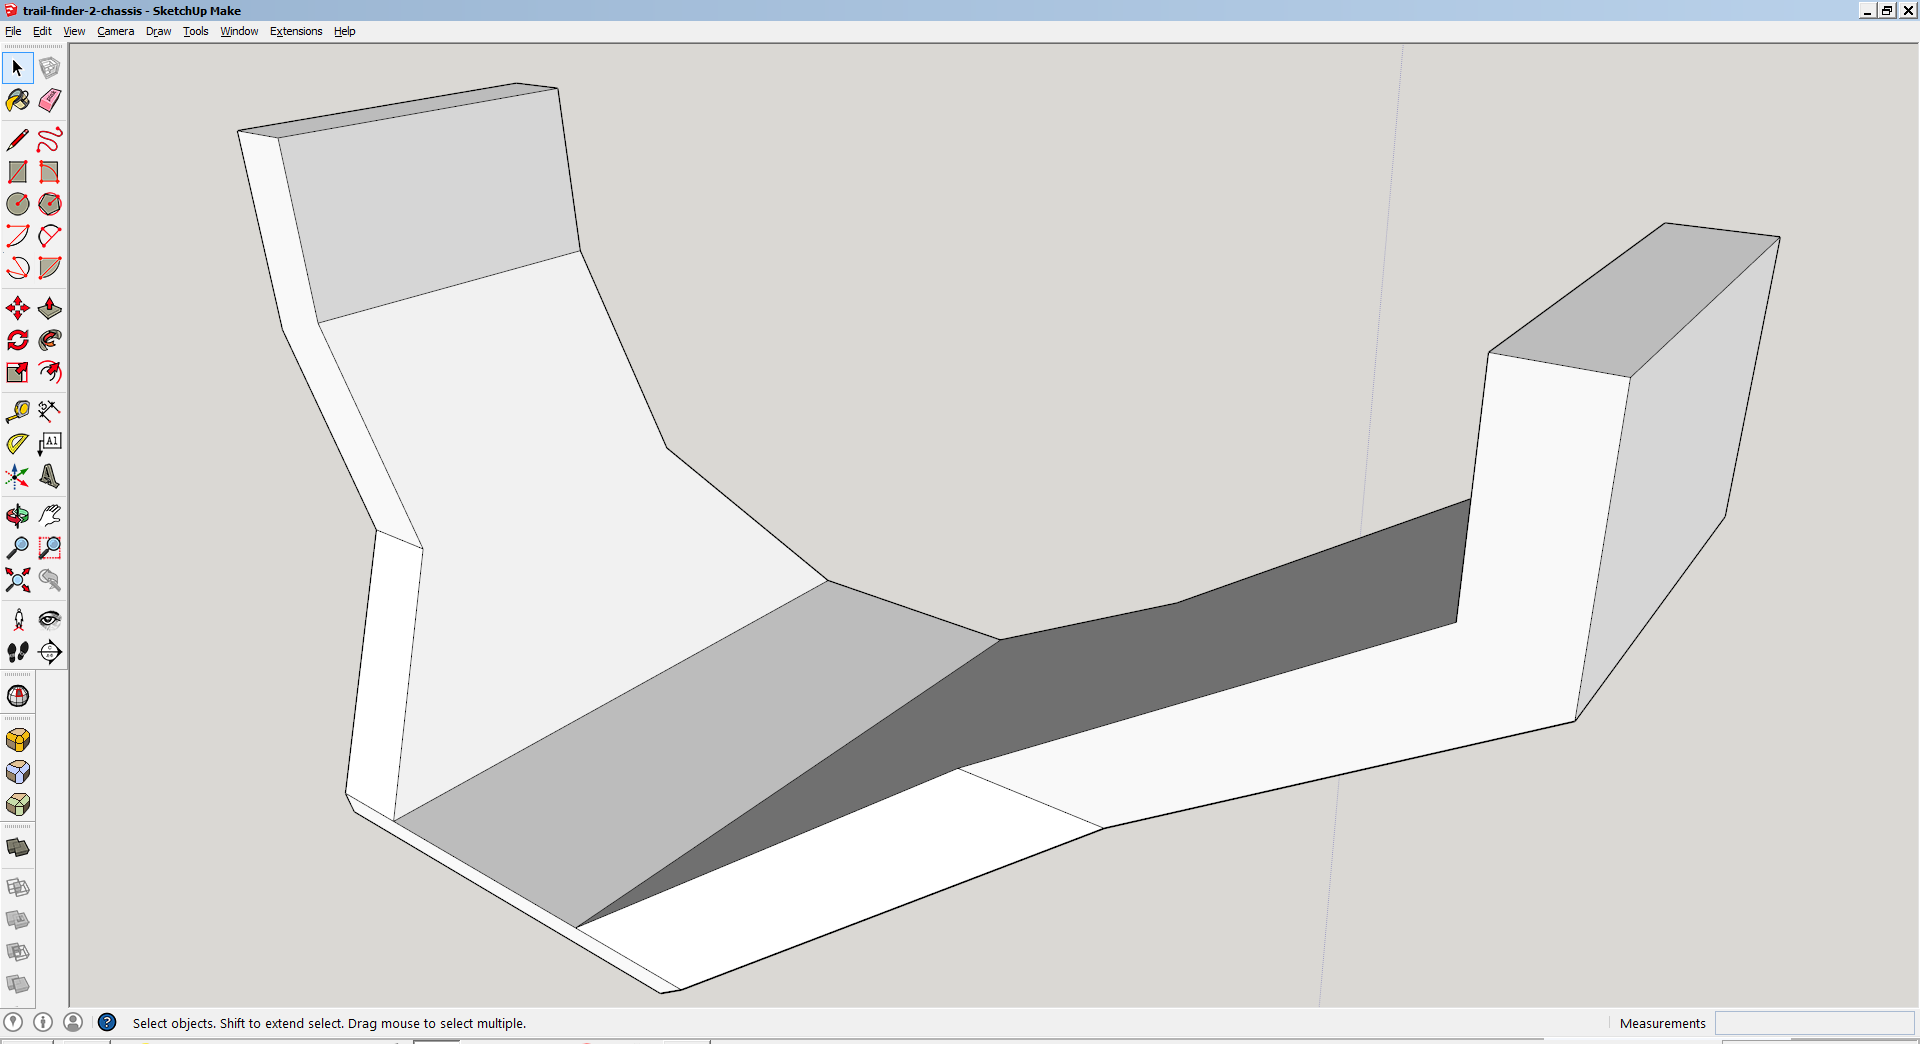 trail-finder-2-chassis - SketchUp Make
File Edit View Camera Draw Tools Window Extensions Help
A1
Select objects. Shift to extend select. Drag mouse to select multiple.
Measurements